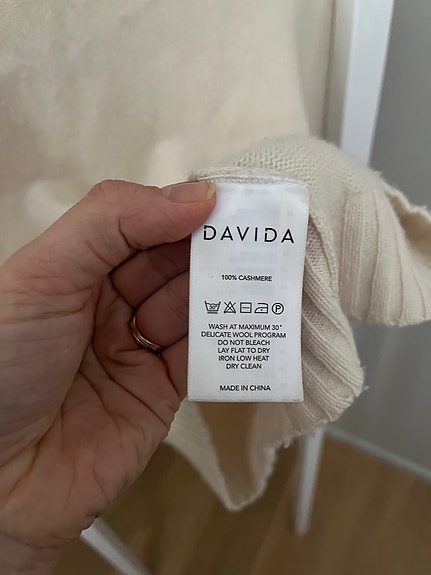 DAVIDA
100% CASHMERE
WASH AT MAXIMUM 30°
DELICATE WOOL PROGRAM
DO NOT BLEACH
LAY FLAT TO DRY
IRON LOW HEAT
DRY CLEAN
MADE IN CHINA